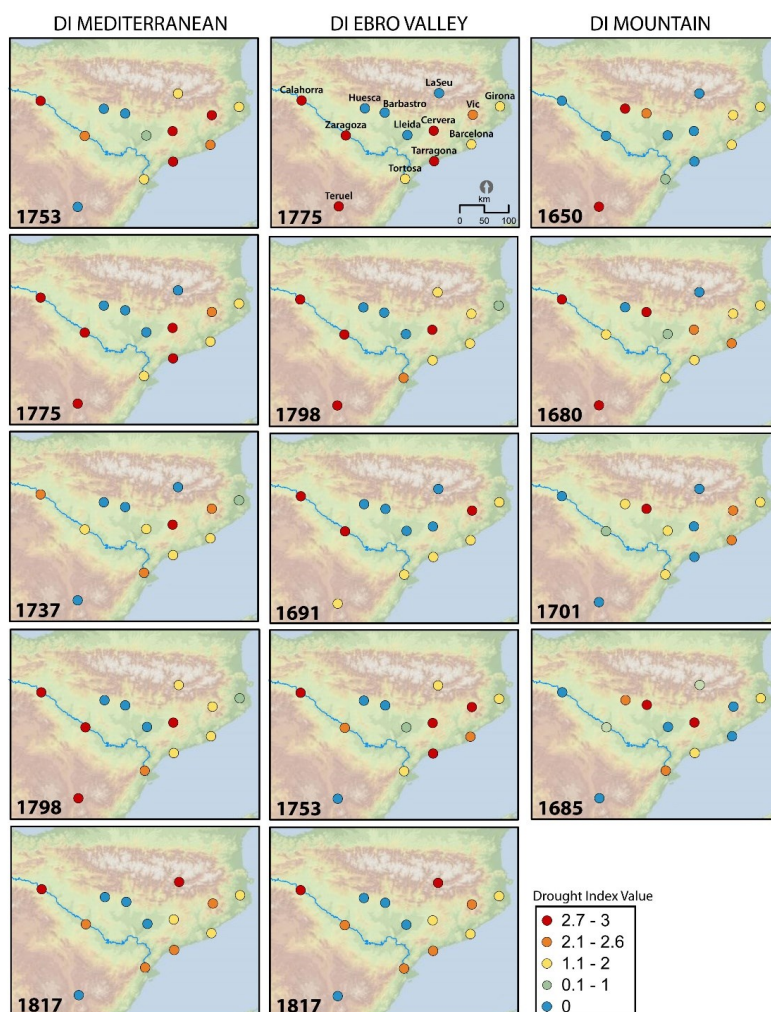 DI MEDITERRANEAN
DI EBRO VALLEY
DI MOUNTAIN
1753
Calahorra
Huesca
Barbastro
LaSeu
Vic
Girona
Zaragoza
Lleida
Cervera
Barcelona
Tarragona
Tortosa
Teruel
km
0 50 100
1775
1650
1775
1798
1680
1737
1691
1701
1798
1753
1685
1817
1817
Drought Index Value
2.7 - 3
2.1 - 2.6
1.1 - 2
0.1 - 1
0